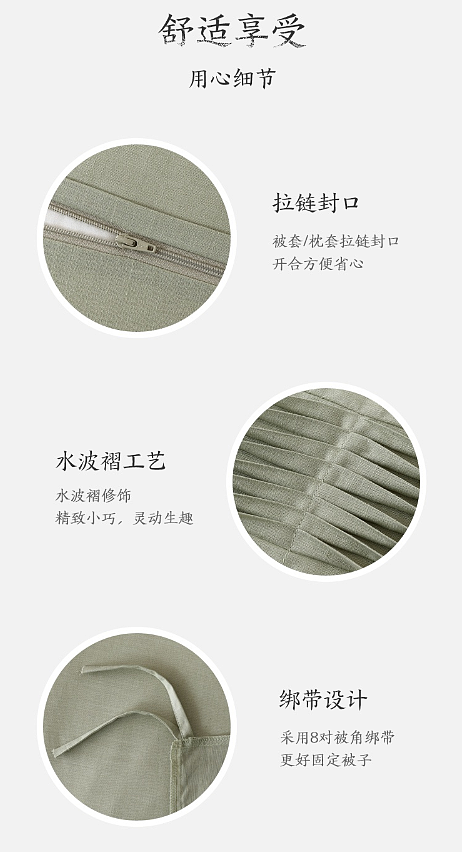 舒适享受
用心细节
拉链封口
被套/枕套拉链封口
开合方便省心
水波褶工艺
水波褶修饰
精致小巧，灵动生趣
绑带设计
采用8对被角绑带
更好固定被子